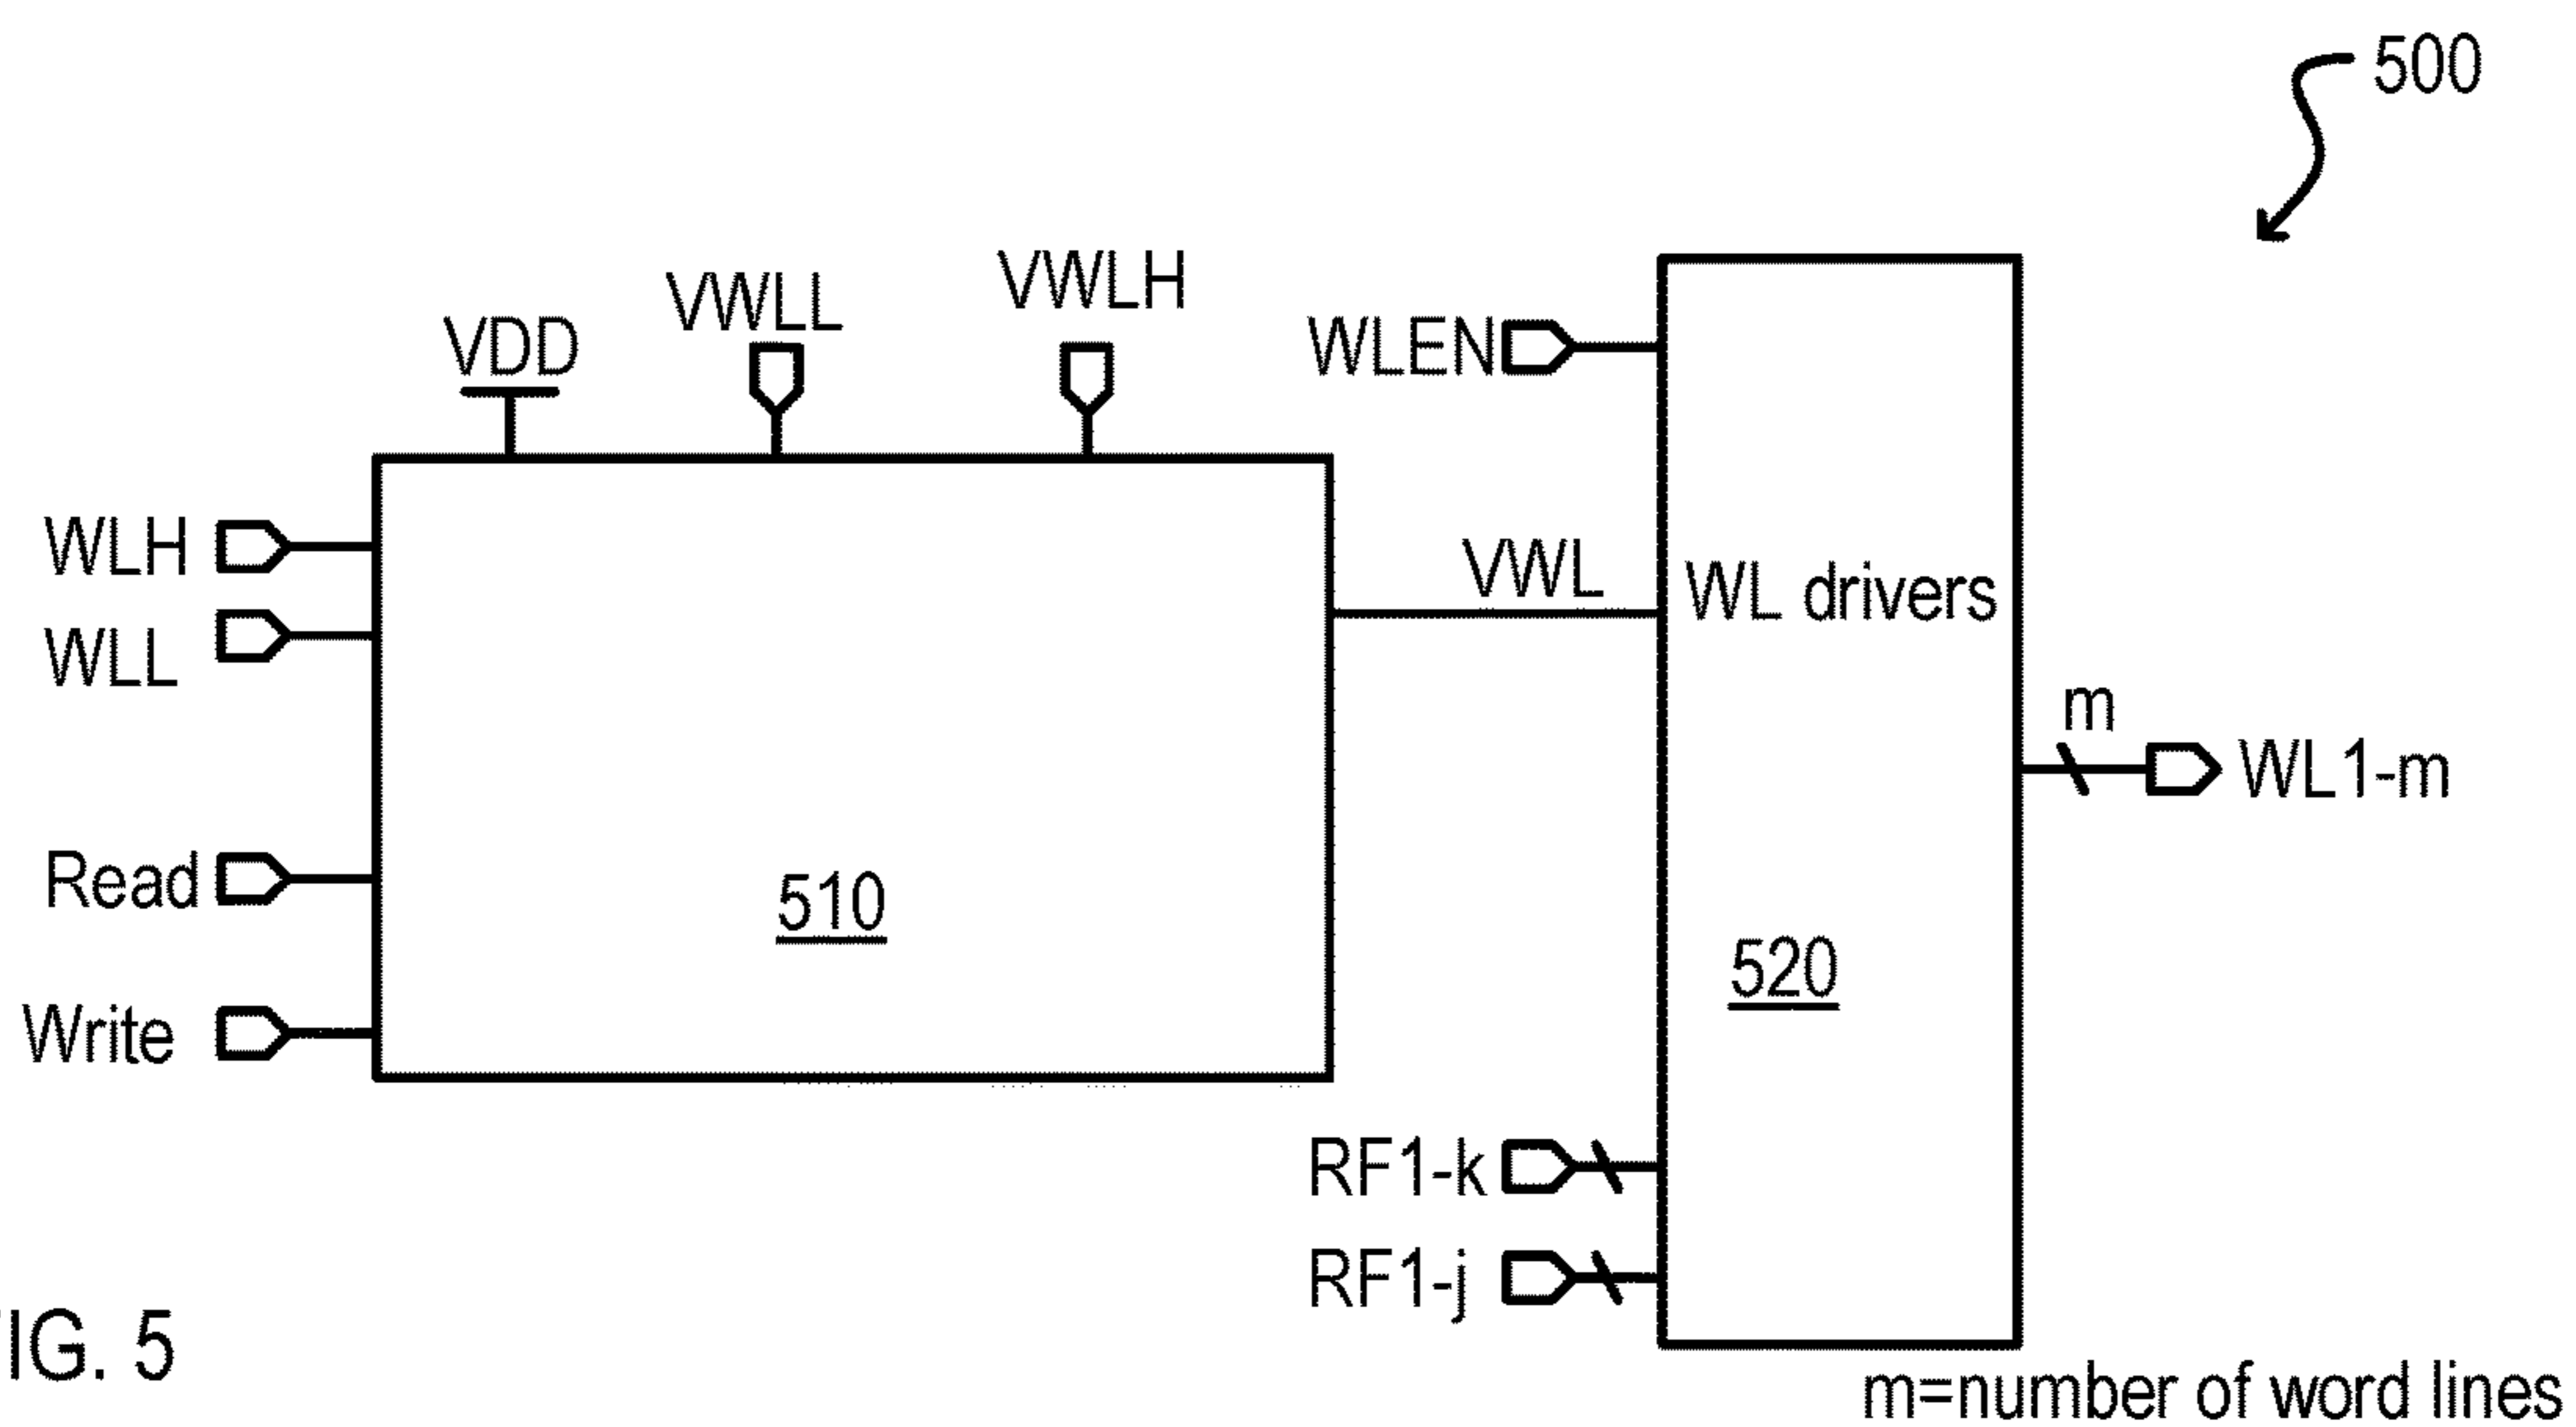 500
VWLH
VWLL
VDD
WLEN
WLH
VWL
WL drivers
WLL
m
WL1-m
Read
510
520
Write
RF1-k
RF1-j
IG. 5
m=number of word lines